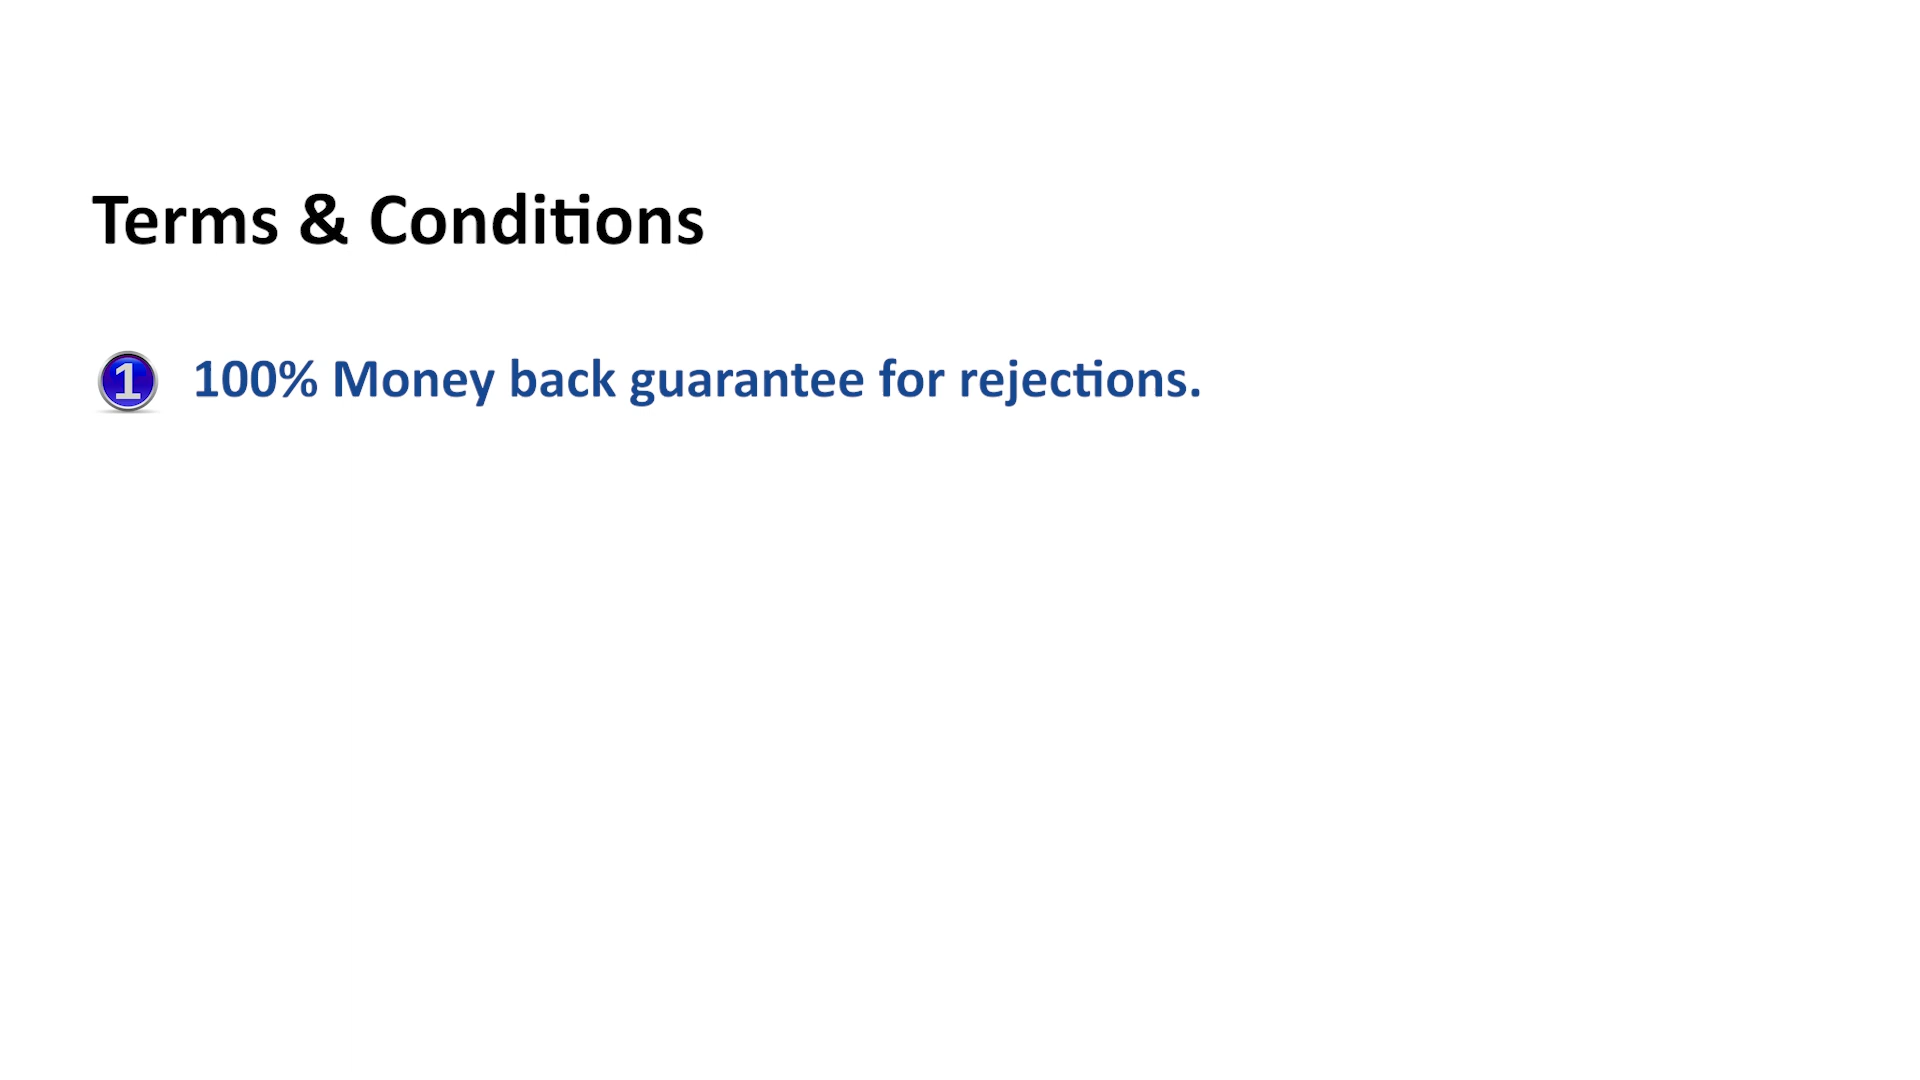 Terms & Conditions
1 100% Money back guarantee for rejections.